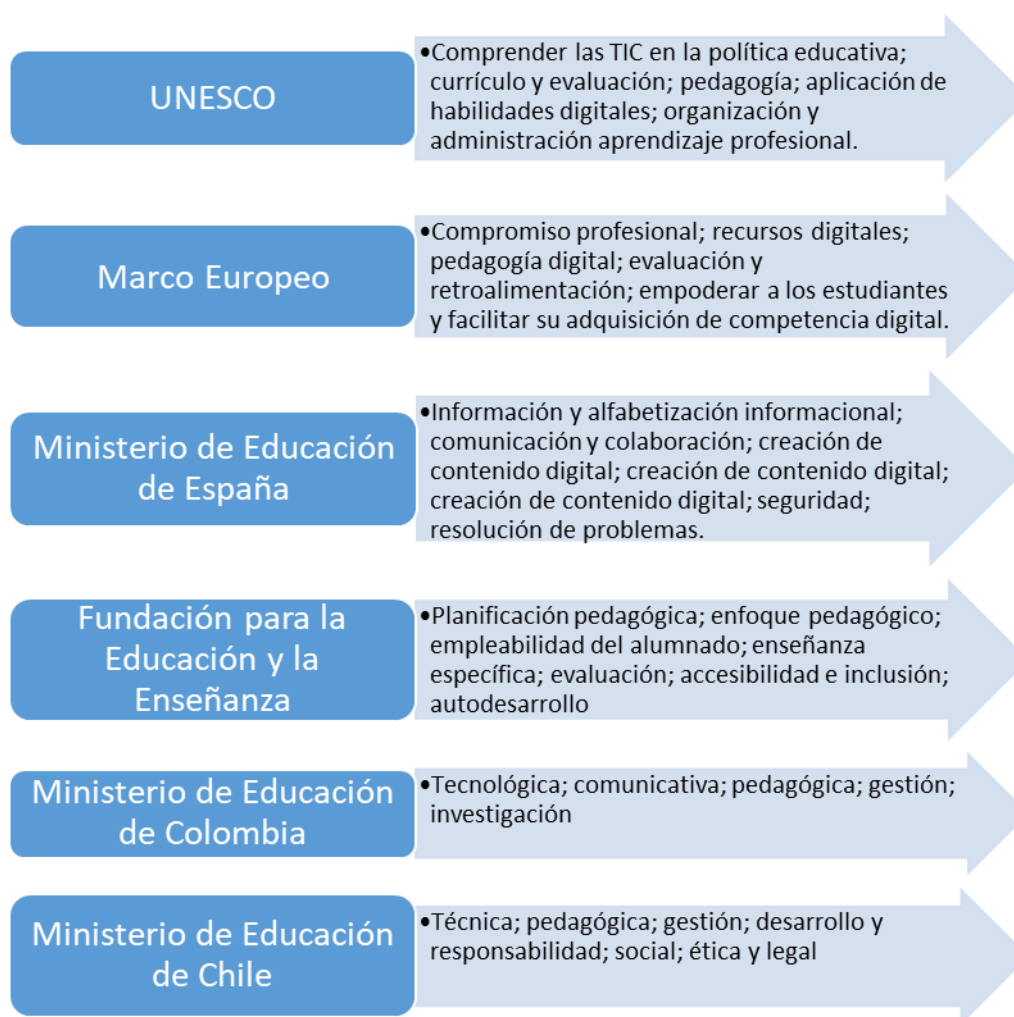 UNESCO
•Comprender las TIC en la política educativa;
currículo y evaluación; pedagogía; aplicación de
habilidades digitales; organización y
administración aprendizaje profesional.
Marco Europeo
•Compromiso profesional; recursos digitales;
pedagogía digital; evaluación y
retroalimentación; empoderar a los estudiantes
y facilitar su adquisición de competencia digital.
Ministerio de Educación
de España
•Información y alfabetización informacional;
comunicación y colaboración; creación de
contenido digital; creación de contenido digital;
creación de contenido digital; seguridad;
resolución de problemas.
Fundación para la
Educación y la
Enseñanza
•Planificación pedagógica; enfoque pedagógico;
empleabilidad del alumnado; enseñanza
específica; evaluación; accesibilidad e inclusión;
autodesarrollo
Ministerio de Educación
de Colombia
•Tecnológica; comunicativa; pedagógica; gestión;
investigación
Ministerio de Educación
de Chile
•Técnica; pedagógica; gestión; desarrollo y
responsabilidad; social; ética y legal